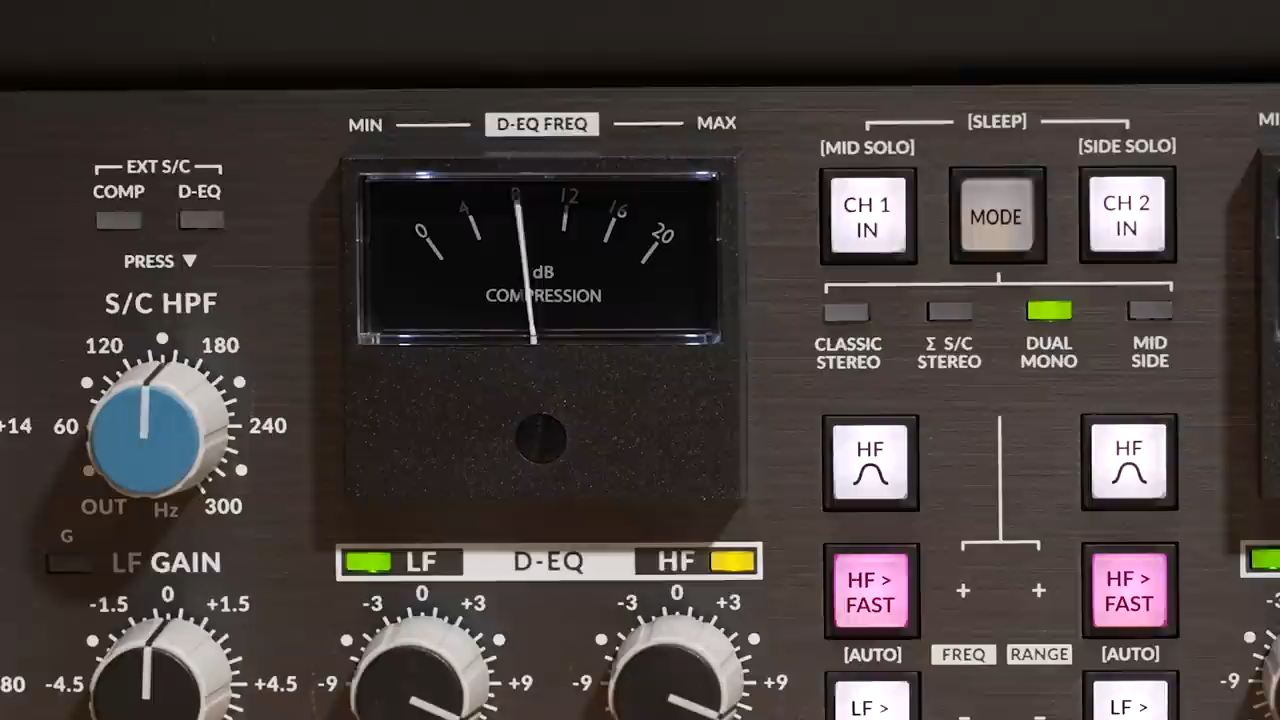 MIN D-EQ FREQ MAX
EXT S/C
COMP D-EQ
PRESS ▼
S/C HPF
120 180
+14 60 240
OUT Hz 300
G
LF GAIN
-1.5 0 +1.5
80 -4.5 +4.5
0 4 8 12 16 20
dB
COMPRESSION
LF D-EQ HF
-3 0 +3
-9 +9
-3 0 +3
-9 +9
[SLEEP]
[MID SOLO] [SIDE SOLO]
CH 1
IN
MODE
CH 2
IN
CLASSIC
STEREO
Σ S/C
STEREO
DUAL
MONO
MID
SIDE
HF
HF
HF >
FAST
+ +
HF >
FAST
[AUTO] FREQ RANGE [AUTO]
LF > – – LF >
MI
-9